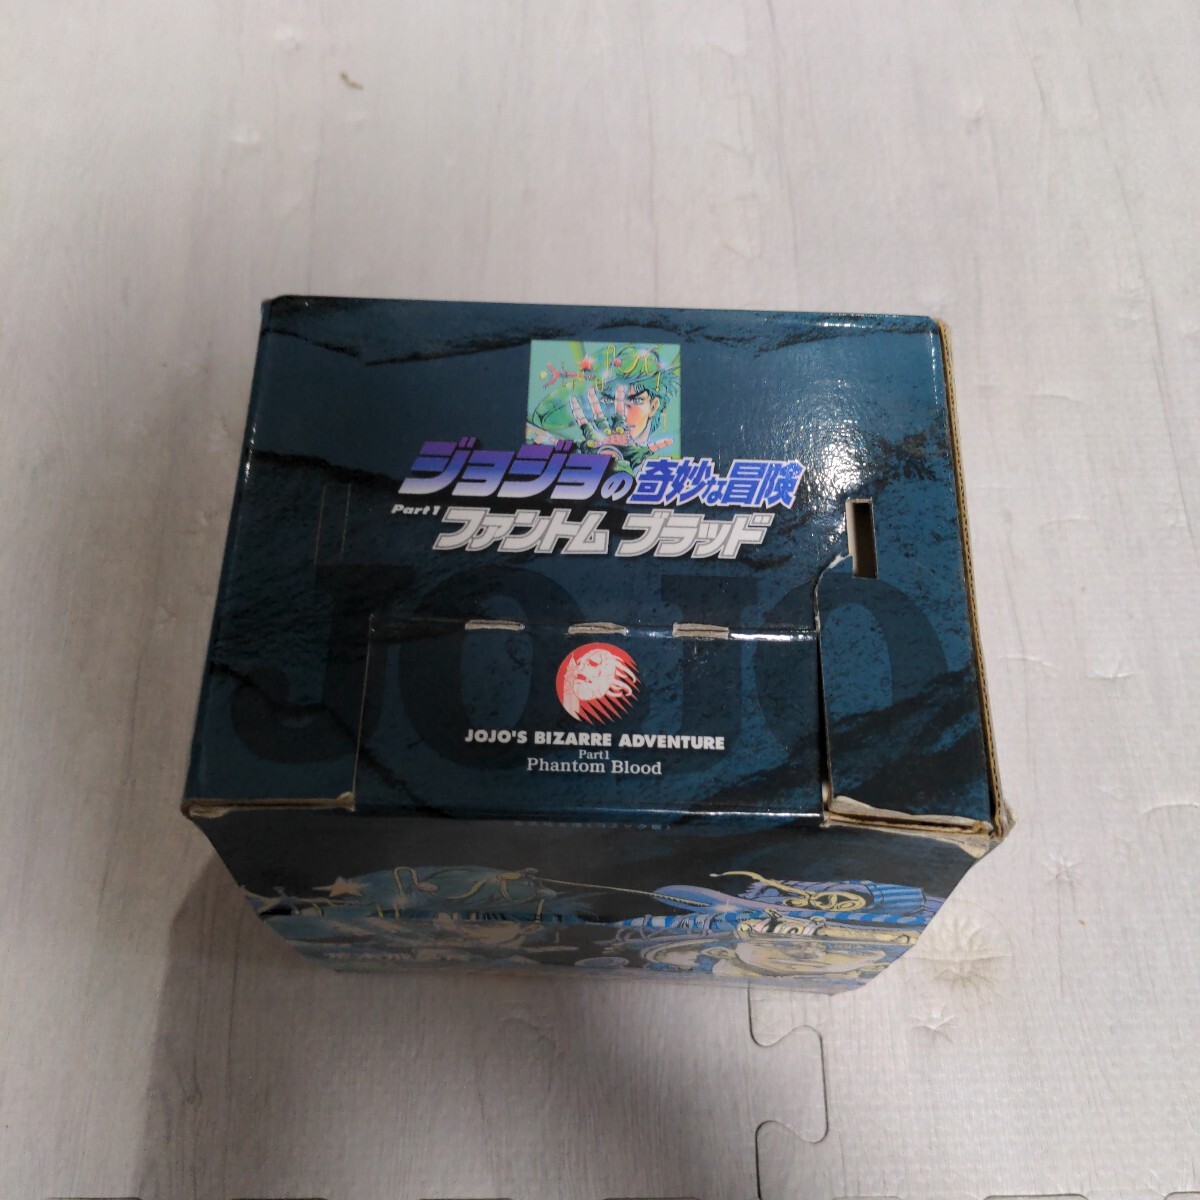 ジョジョの奇妙な冒険
Part1
ファントム ブラッド
JOJO
JOJO'S BIZARRE ADVENTURE
Part1
Phantom Blood